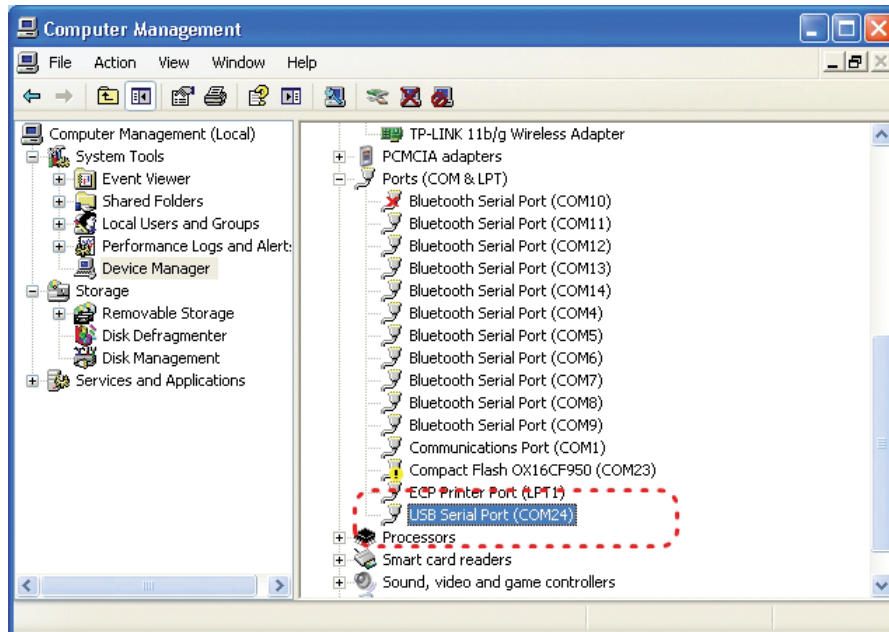 Computer Management
File Action View Window Help
Computer Management (Local)
System Tools
Event Viewer
Shared Folders
Local Users and Groups
Performance Logs and Alert
Device Manager
Storage
Removable Storage
Disk Defragmenter
Disk Management
Services and Applications
TP-LINK 11b/g Wireless Adapter
PCMCIA adapters
Ports (COM & LPT)
Bluetooth Serial Port (COM10)
Bluetooth Serial Port (COM11)
Bluetooth Serial Port (COM12)
Bluetooth Serial Port (COM13)
Bluetooth Serial Port (COM14)
Bluetooth Serial Port (COM4)
Bluetooth Serial Port (COM5)
Bluetooth Serial Port (COM6)
Bluetooth Serial Port (COM7)
Bluetooth Serial Port (COM8)
Bluetooth Serial Port (COM9)
Communications Port (COM1)
Compact Flash OX16CF950 (COM23)
ECP Printer Port (LPT1)
USB Serial Port (COM24)
Processors
Smart card readers
Sound, video and game controllers